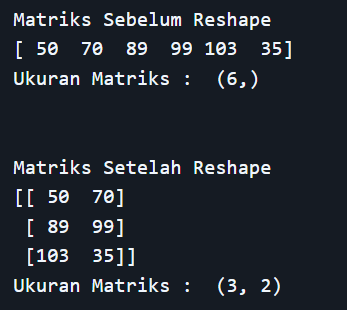 Matriks Sebelum Reshape
[ 50  70  89  99 103  35]
Ukuran Matriks :  (6,)
Matriks Setelah Reshape
[[ 50  70]
 [ 89  99]
 [103  35]]
Ukuran Matriks :  (3, 2)